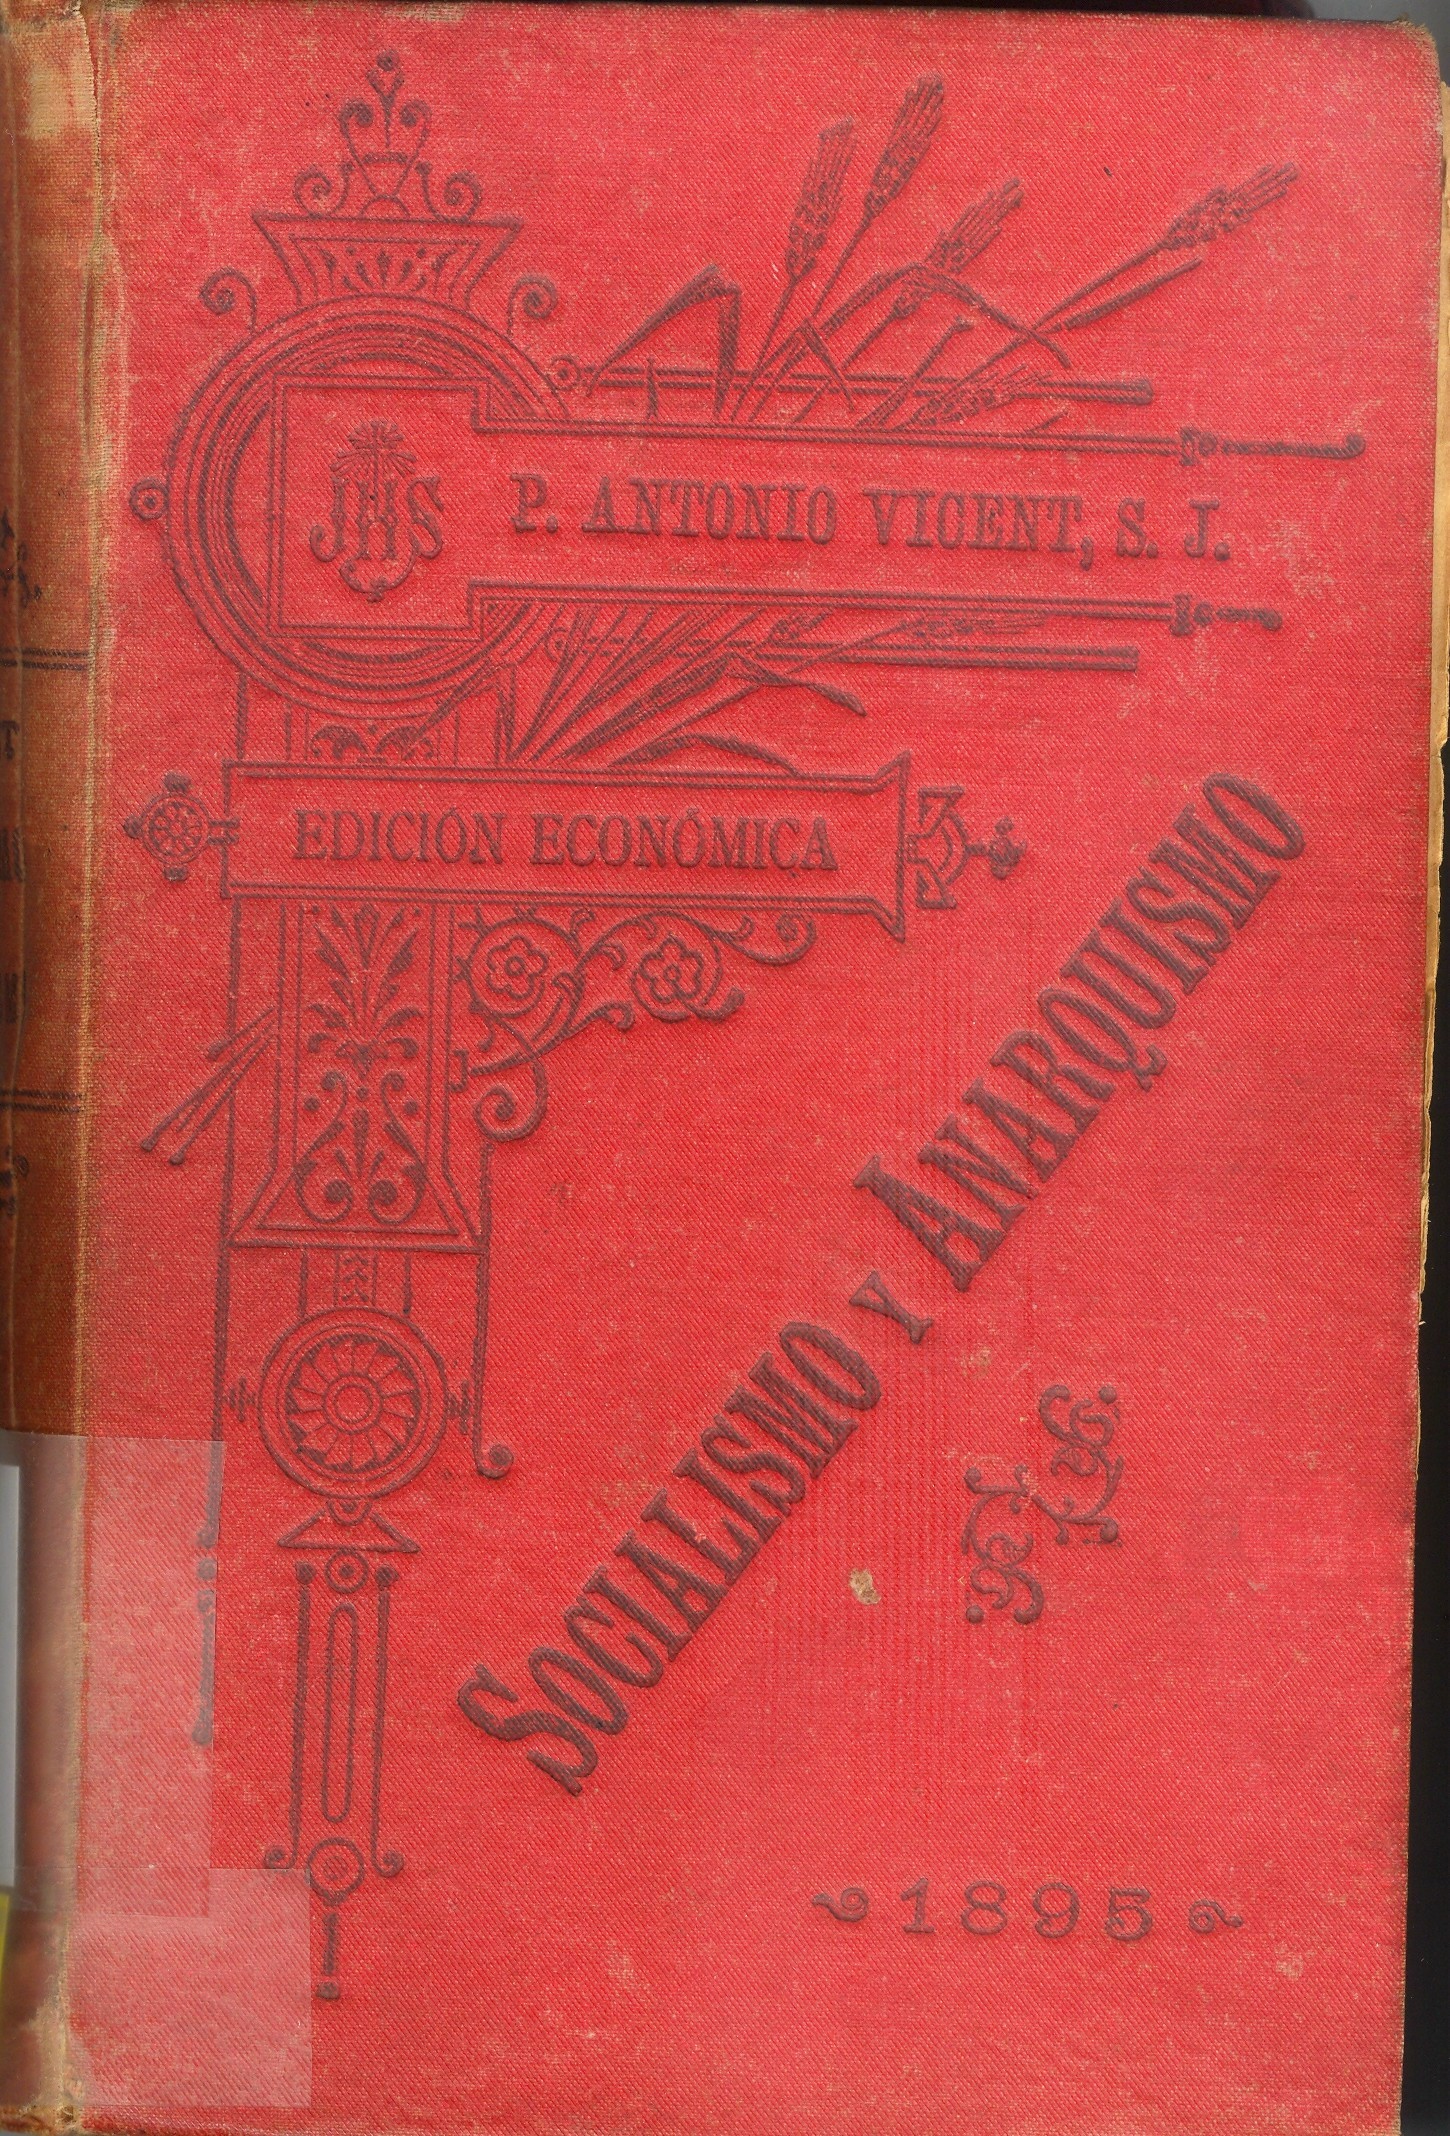 JHS
P. ANTONIO VICENT, S. J.
EDICIÓN ECONÓMICA
SOCIALISMO Y ANARQUISMO
1895